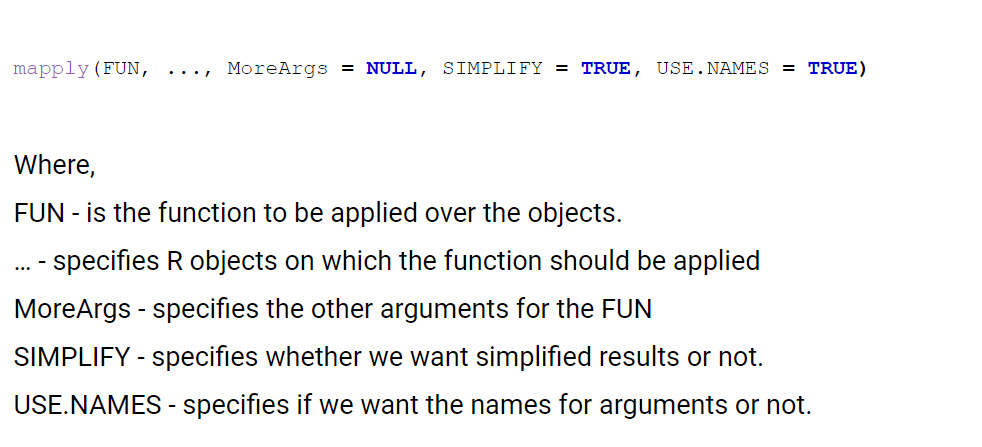 mapply(FUN, ..., MoreArgs = NULL, SIMPLIFY = TRUE, USE.NAMES = TRUE)
Where,
FUN - is the function to be applied over the objects.
... - specifies R objects on which the function should be applied
MoreArgs - specifies the other arguments for the FUN
SIMPLIFY - specifies whether we want simplified results or not.
USE.NAMES - specifies if we want the names for arguments or not.